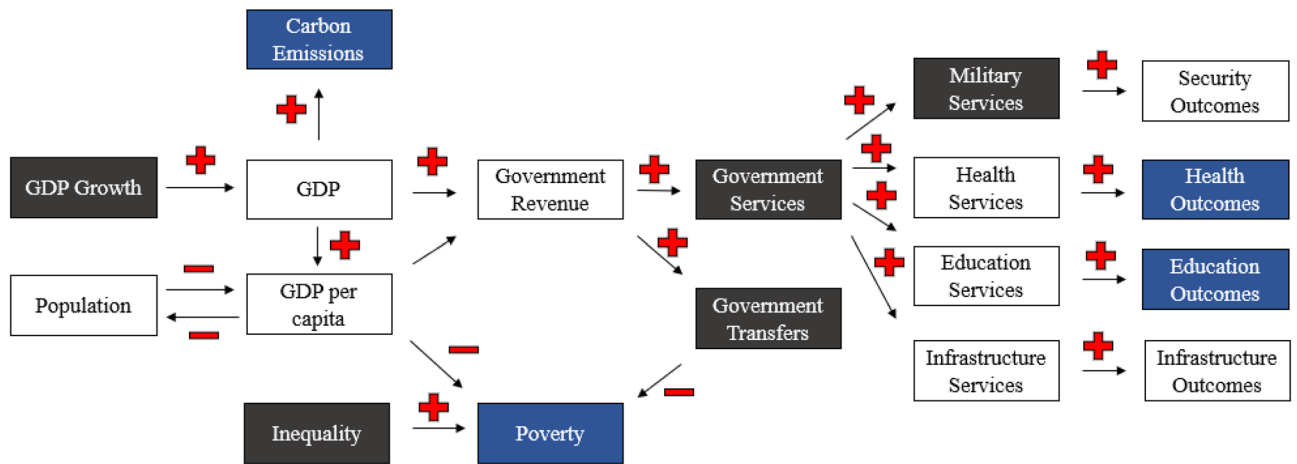 Carbon
Emissions
Military
Services
Security
Outcomes
GDP Growth
GDP
Government
Revenue
Government
Services
Health
Services
Health
Outcomes
Population
GDP per
capita
Education
Services
Education
Outcomes
Government
Transfers
Infrastructure
Services
Infrastructure
Outcomes
Inequality
Poverty